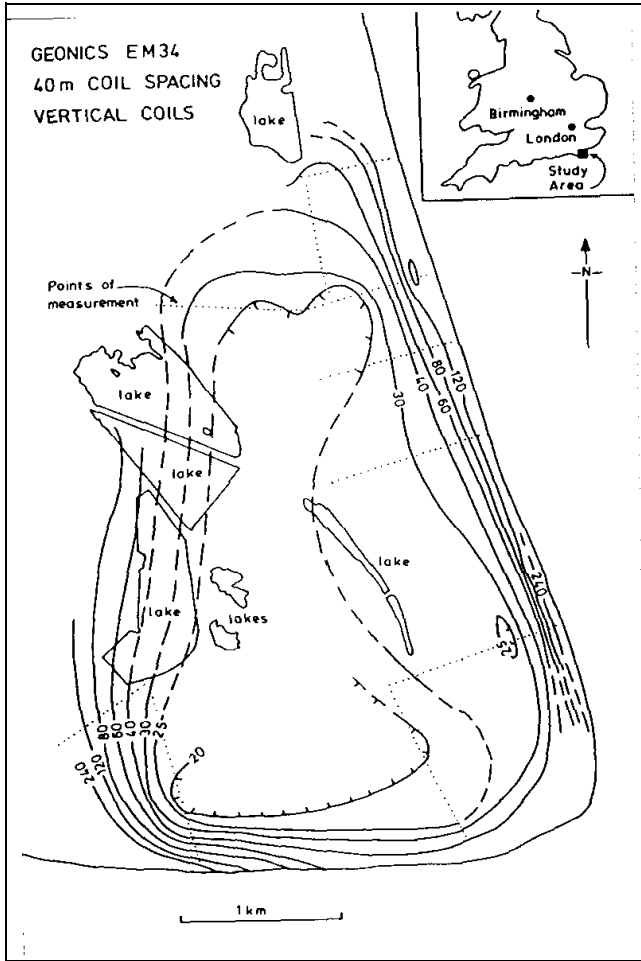 GEONICS EM34
40m COIL SPACING
VERTICAL COILS
lake
Birmingham
London
Study
Area
N
Points of
measurement
lake
lake
lake
lakes
lake
30
40
60
80
120
240
25
20
240
120
80
60
40
30
25
1 km